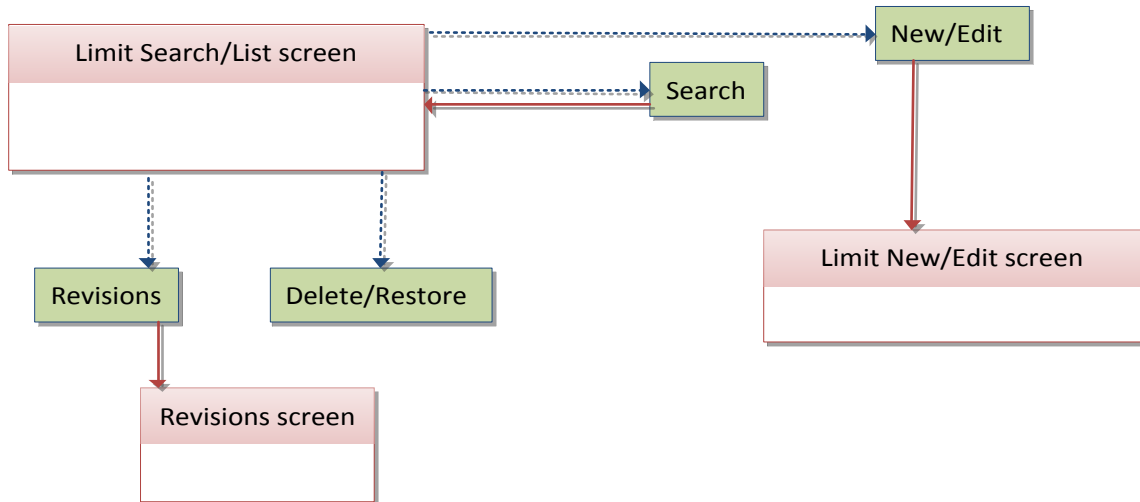 New/Edit
Limit Search/List screen
Search
Limit New/Edit screen
Revisions
Delete/Restore
Revisions screen